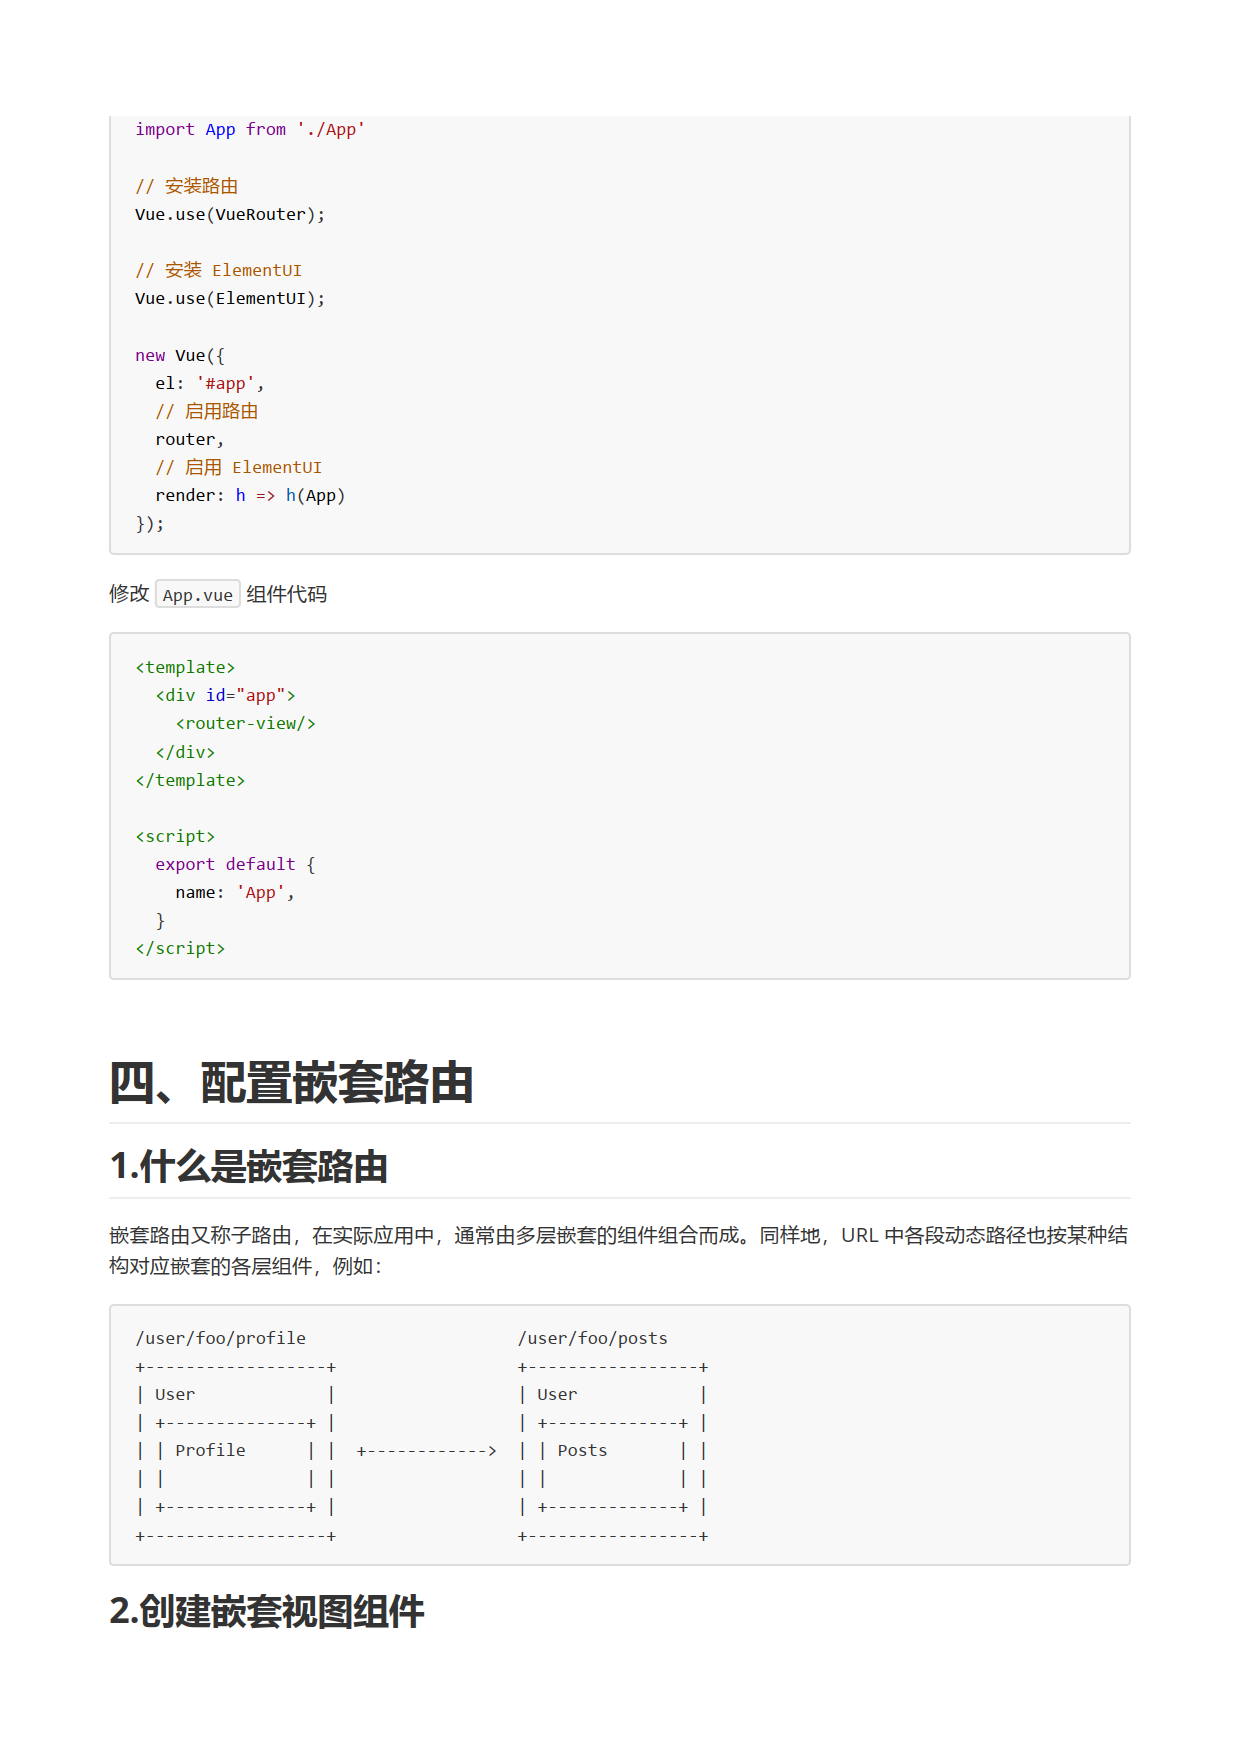 import App from './App'

// 安装路由
Vue.use(VueRouter);

// 安装 ElementUI
Vue.use(ElementUI);

new Vue({
  el: '#app',
  // 启用路由
  router,
  // 启用 ElementUI
  render: h => h(App)
});
修改 App.vue 组件代码
<template>
  <div id="app">
    <router-view/>
  </div>
</template>

<script>
  export default {
    name: 'App',
  }
</script>
四、配置嵌套路由
1.什么是嵌套路由
嵌套路由又称子路由，在实际应用中，通常由多层嵌套的组件组合而成。同样地，URL 中各段动态路径也按某种结
构对应嵌套的各层组件，例如：
/user/foo/profile                     /user/foo/posts
+------------------+                  +-----------------+
| User             |                  | User            |
| +--------------+ |                  | +-------------+ |
| | Profile      | |  +------------>  | | Posts       | |
| |              | |                  | |             | |
| +--------------+ |                  | +-------------+ |
+------------------+                  +-----------------+
2.创建嵌套视图组件